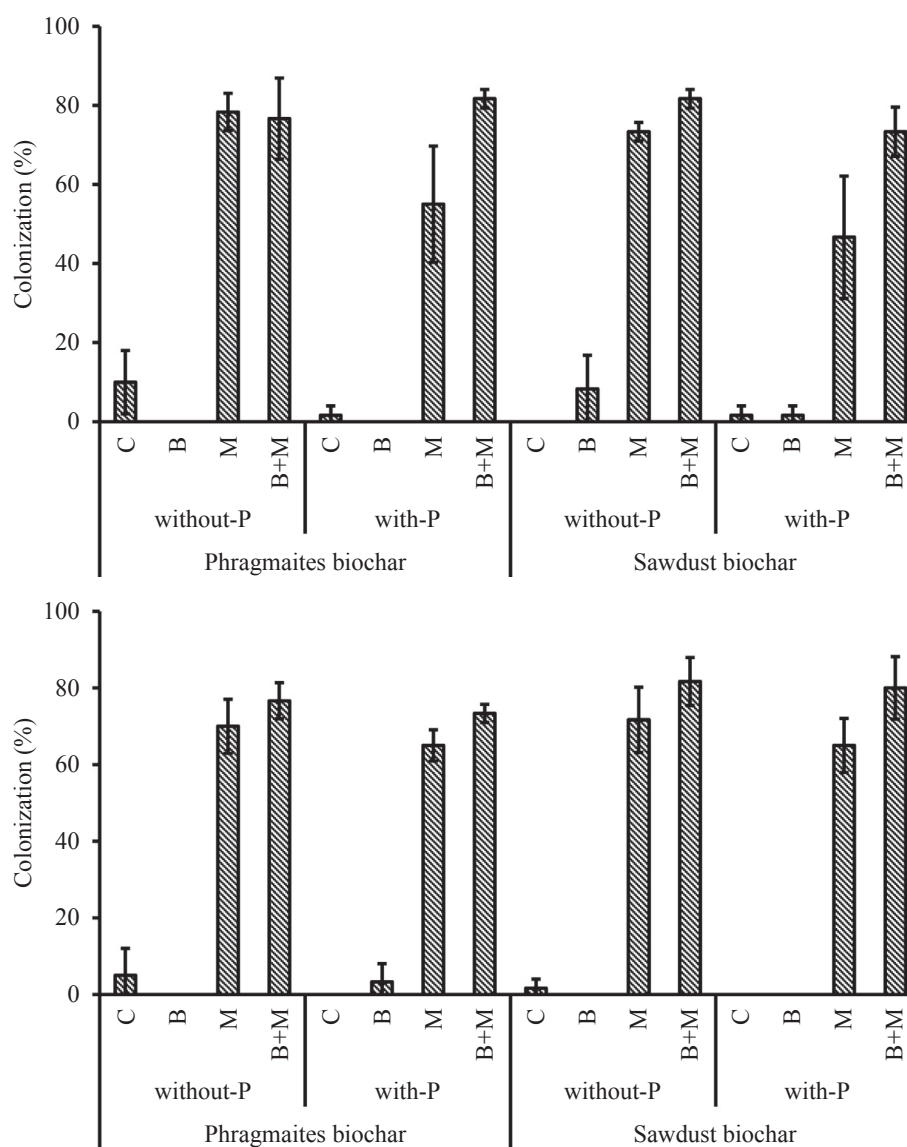 100
80
60
40
20
0
Colonization (%)
C B M B+M C B M B+M C B M B+M C B M B+M
without-P with-P without-P with-P
Phragmaites biochar Sawdust biochar
100
80
60
40
20
0
Colonization (%)
C B M B+M C B M B+M C B M B+M C B M B+M
without-P with-P without-P with-P
Phragmaites biochar Sawdust biochar